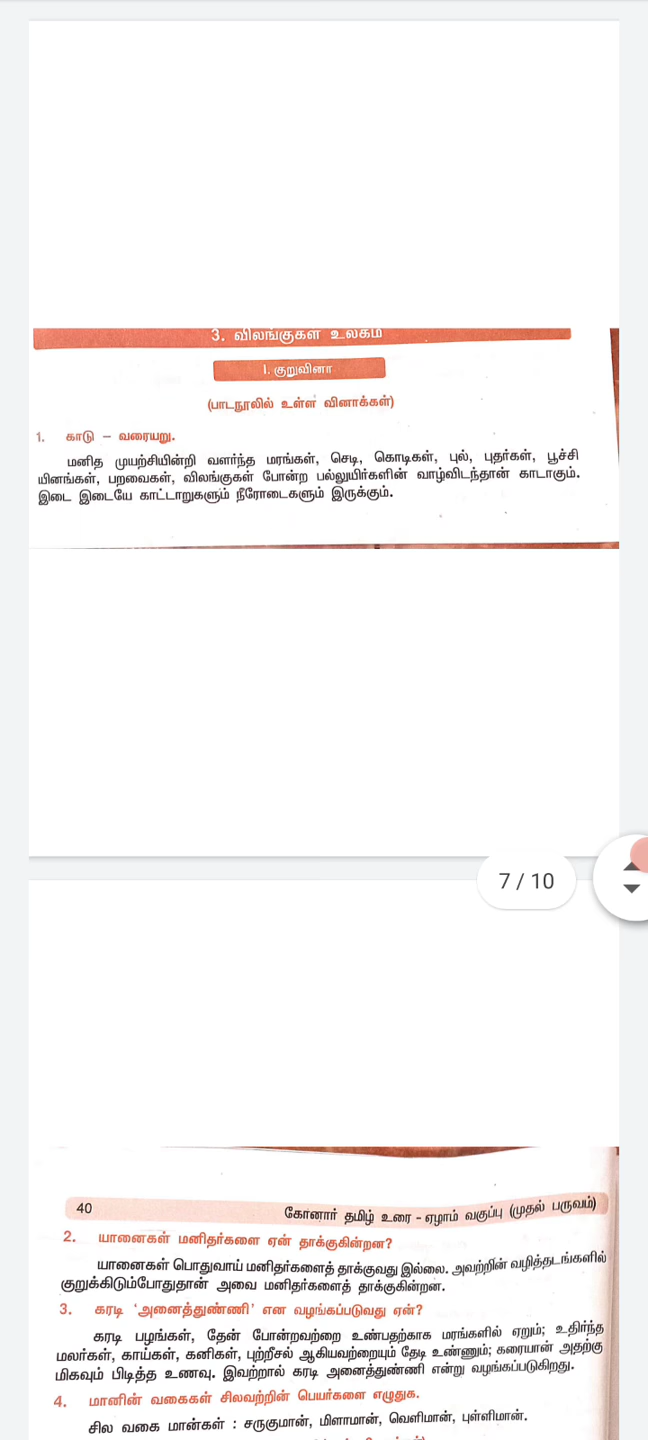 3. விலங்குகள் உலகம்
I. குறுவினா
(பாடநூலில் உள்ள வினாக்கள்)
1. காடு – வரையறு.
மனித முயற்சியின்றி வளர்ந்த மரங்கள், செடி, கொடிகள், புல், புதர்கள், பூச்சி
யினங்கள், பறவைகள், விலங்குகள் போன்ற பல்லுயிர்களின் வாழ்விடந்தான் காடாகும்.
இடை இடையே காட்டாறுகளும் நீரோடைகளும் இருக்கும்.
7 / 10
40 கோனார் தமிழ் உரை - ஏழாம் வகுப்பு (முதல் பருவம்)
2. யானைகள் மனிதர்களை ஏன் தாக்குகின்றன?
யானைகள் பொதுவாய் மனிதர்களைத் தாக்குவது இல்லை. அவற்றின் வழித்தடங்களில்
குறுக்கிடும்போதுதான் அவை மனிதர்களைத் தாக்குகின்றன.
3. கரடி ‘அனைத்துண்ணி’ என வழங்கப்படுவது ஏன்?
கரடி பழங்கள், தேன் போன்றவற்றை உண்பதற்காக மரங்களில் ஏறும்; உதிர்ந்த
மலர்கள், காய்கள், கனிகள், புற்றீசல் ஆகியவற்றையும் தேடி உண்ணும்; கரையான் அதற்கு
மிகவும் பிடித்த உணவு. இவற்றால் கரடி அனைத்துண்ணி என்று வழங்கப்படுகிறது.
4. மானின் வகைகள் சிலவற்றின் பெயர்களை எழுதுக.
சில வகை மான்கள் : சருகுமான், மிளாமான், வெளிமான், புள்ளிமான்.